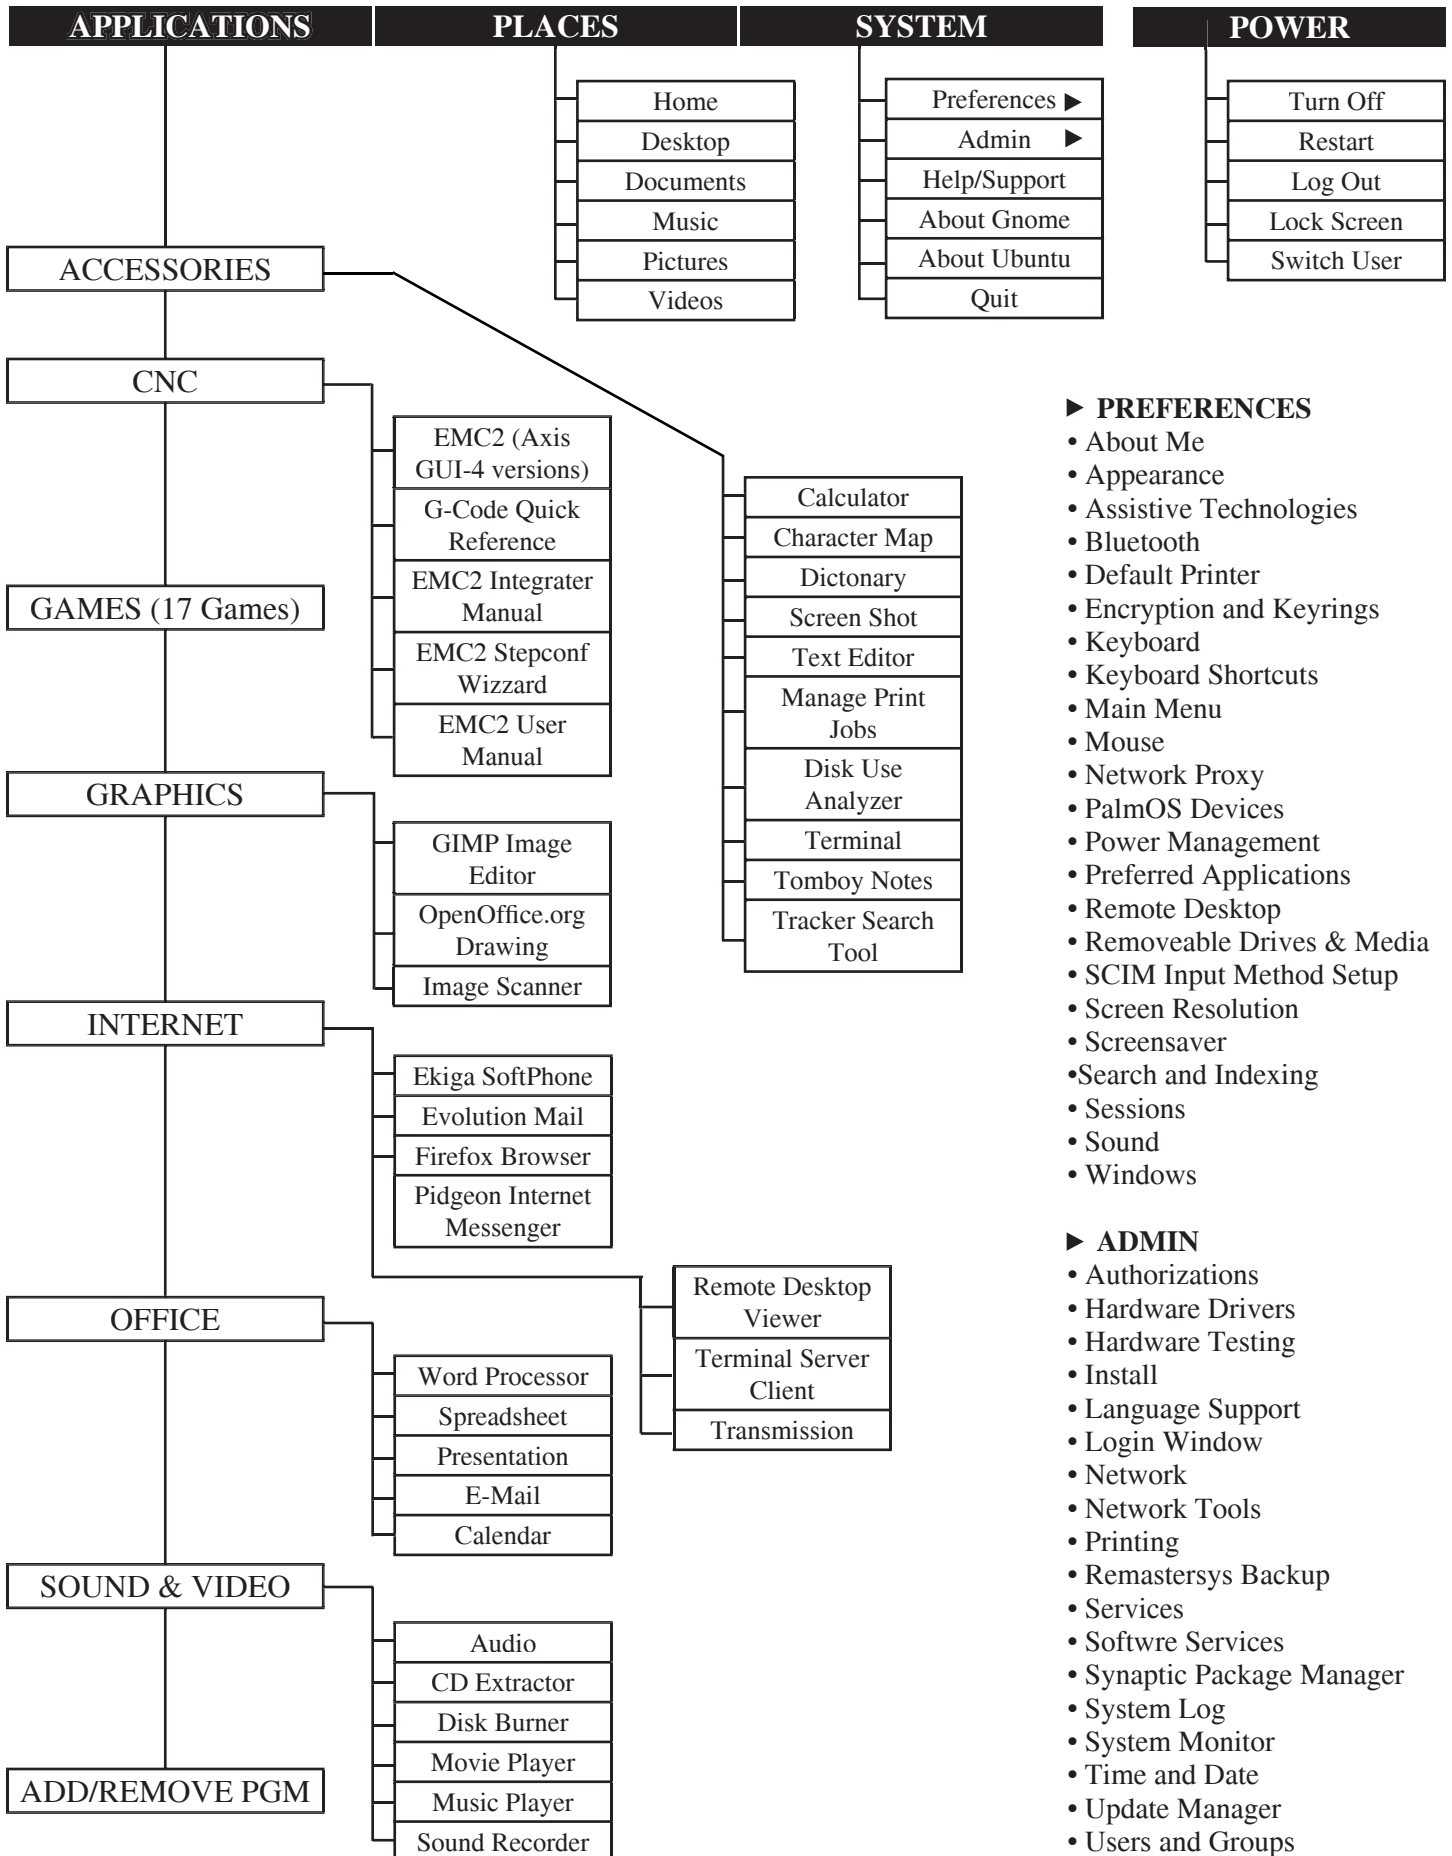 APPLICATIONS
PLACES
SYSTEM
POWER
Home
Desktop
Documents
Music
Pictures
Videos
Preferences ►
Admin ►
Help/Support
About Gnome
About Ubuntu
Quit
Turn Off
Restart
Log Out
Lock Screen
Switch User
ACCESSORIES
CNC
GAMES (17 Games)
GRAPHICS
INTERNET
OFFICE
SOUND & VIDEO
ADD/REMOVE PGM
EMC2 (Axis
GUI-4 versions)
G-Code Quick
Reference
EMC2 Integrater
Manual
EMC2 Stepconf
Wizzard
EMC2 User
Manual
GIMP Image
Editor
OpenOffice.org
Drawing
Image Scanner
Ekiga SoftPhone
Evolution Mail
Firefox Browser
Pidgeon Internet
Messenger
Word Processor
Spreadsheet
Presentation
E-Mail
Calendar
Audio
CD Extractor
Disk Burner
Movie Player
Music Player
Sound Recorder
Calculator
Character Map
Dictonary
Screen Shot
Text Editor
Manage Print
Jobs
Disk Use
Analyzer
Terminal
Tomboy Notes
Tracker Search
Tool
Remote Desktop
Viewer
Terminal Server
Client
Transmission
► PREFERENCES
• About Me
• Appearance
• Assistive Technologies
• Bluetooth
• Default Printer
• Encryption and Keyrings
• Keyboard
• Keyboard Shortcuts
• Main Menu
• Mouse
• Network Proxy
• PalmOS Devices
• Power Management
• Preferred Applications
• Remote Desktop
• Removeable Drives & Media
• SCIM Input Method Setup
• Screen Resolution
• Screensaver
•Search and Indexing
• Sessions
• Sound
• Windows
► ADMIN
• Authorizations
• Hardware Drivers
• Hardware Testing
• Install
• Language Support
• Login Window
• Network
• Network Tools
• Printing
• Remastersys Backup
• Services
• Softwre Services
• Synaptic Package Manager
• System Log
• System Monitor
• Time and Date
• Update Manager
• Users and Groups